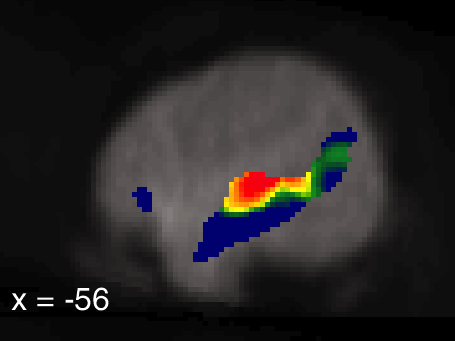 x = -56